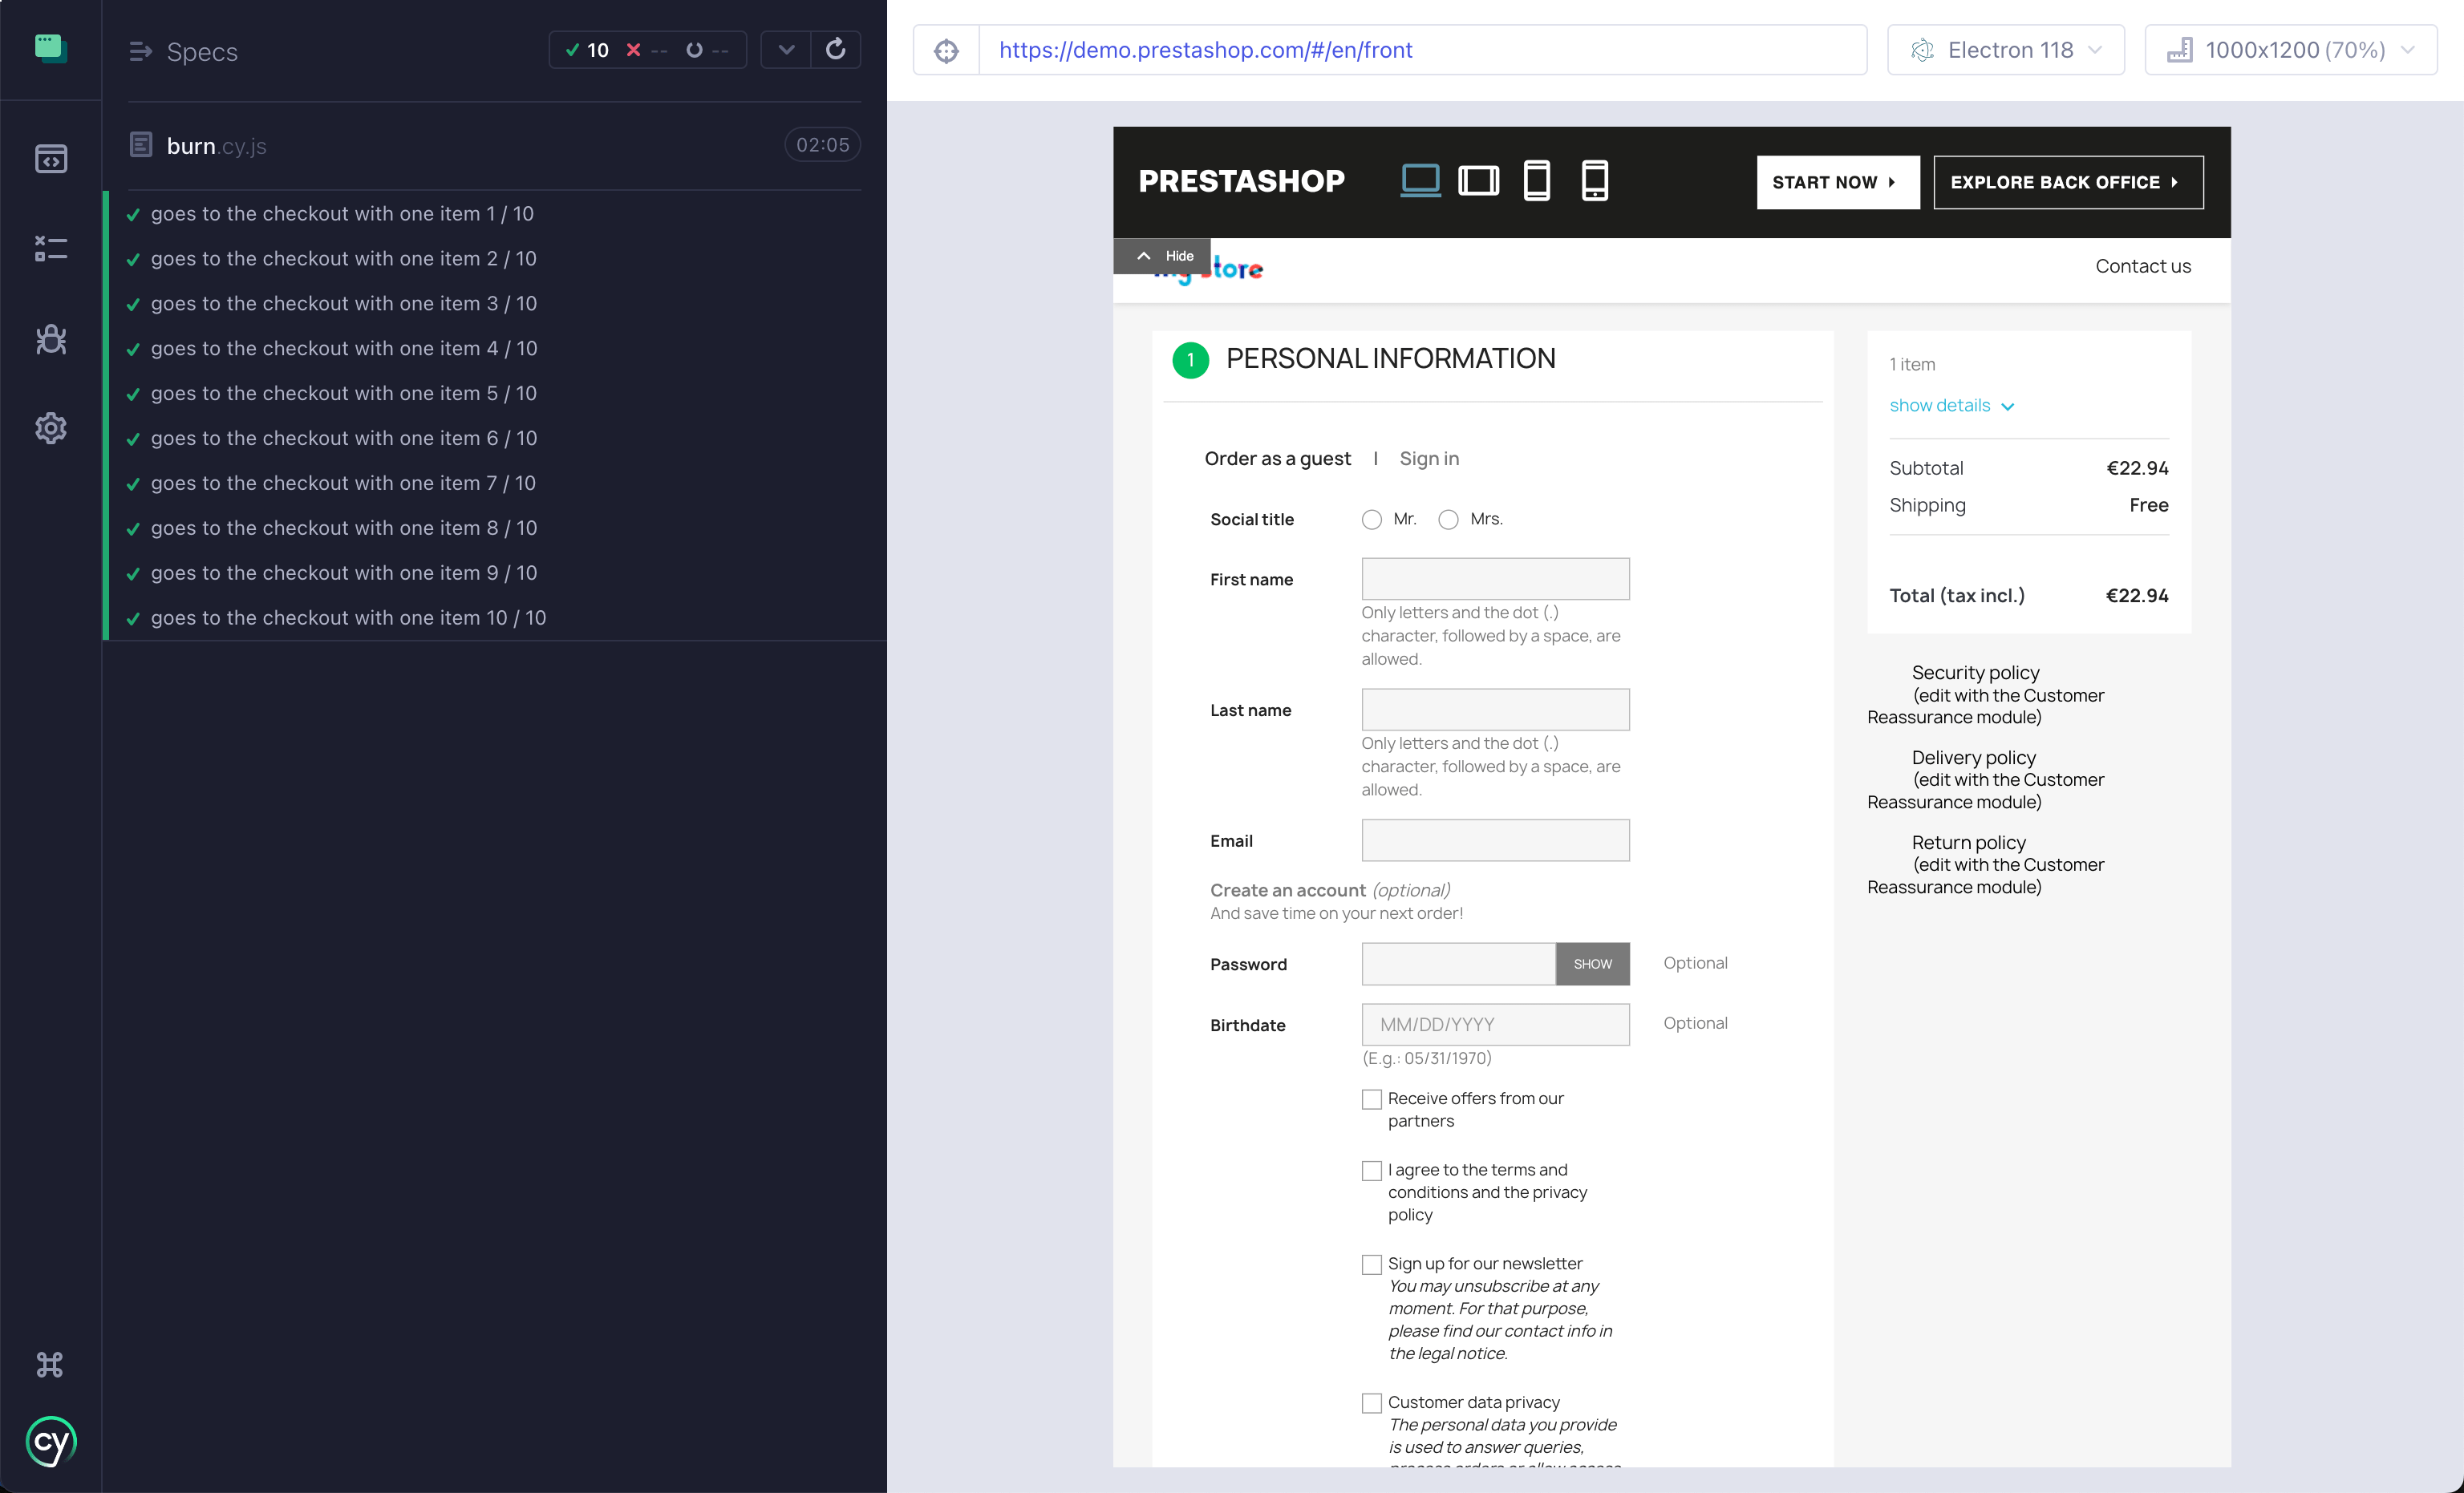 Specs
10 -- --
burn.cy.js
02:05
goes to the checkout with one item 1 / 10
goes to the checkout with one item 2 / 10
goes to the checkout with one item 3 / 10
goes to the checkout with one item 4 / 10
goes to the checkout with one item 5 / 10
goes to the checkout with one item 6 / 10
goes to the checkout with one item 7 / 10
goes to the checkout with one item 8 / 10
goes to the checkout with one item 9 / 10
goes to the checkout with one item 10 / 10
cy
https://demo.prestashop.com/#/en/front
Electron 118
1000x1200 (70%)
PRESTASHOP
START NOW
EXPLORE BACK OFFICE
Hide
my store
Contact us
1 PERSONAL INFORMATION
Order as a guest | Sign in
Social title Mr. Mrs.
First name
Only letters and the dot (.)
character, followed by a space, are
allowed.
Last name
Only letters and the dot (.)
character, followed by a space, are
allowed.
Email
Create an account (optional)
And save time on your next order!
Password SHOW Optional
Birthdate MM/DD/YYYY Optional
(E.g.: 05/31/1970)
Receive offers from our
partners
I agree to the terms and
conditions and the privacy
policy
Sign up for our newsletter
You may unsubscribe at any
moment. For that purpose,
please find our contact info in
the legal notice.
Customer data privacy
The personal data you provide
is used to answer queries,
process orders or allow access
1 item
show details
Subtotal €22.94
Shipping Free
Total (tax incl.) €22.94
Security policy
(edit with the Customer
Reassurance module)
Delivery policy
(edit with the Customer
Reassurance module)
Return policy
(edit with the Customer
Reassurance module)